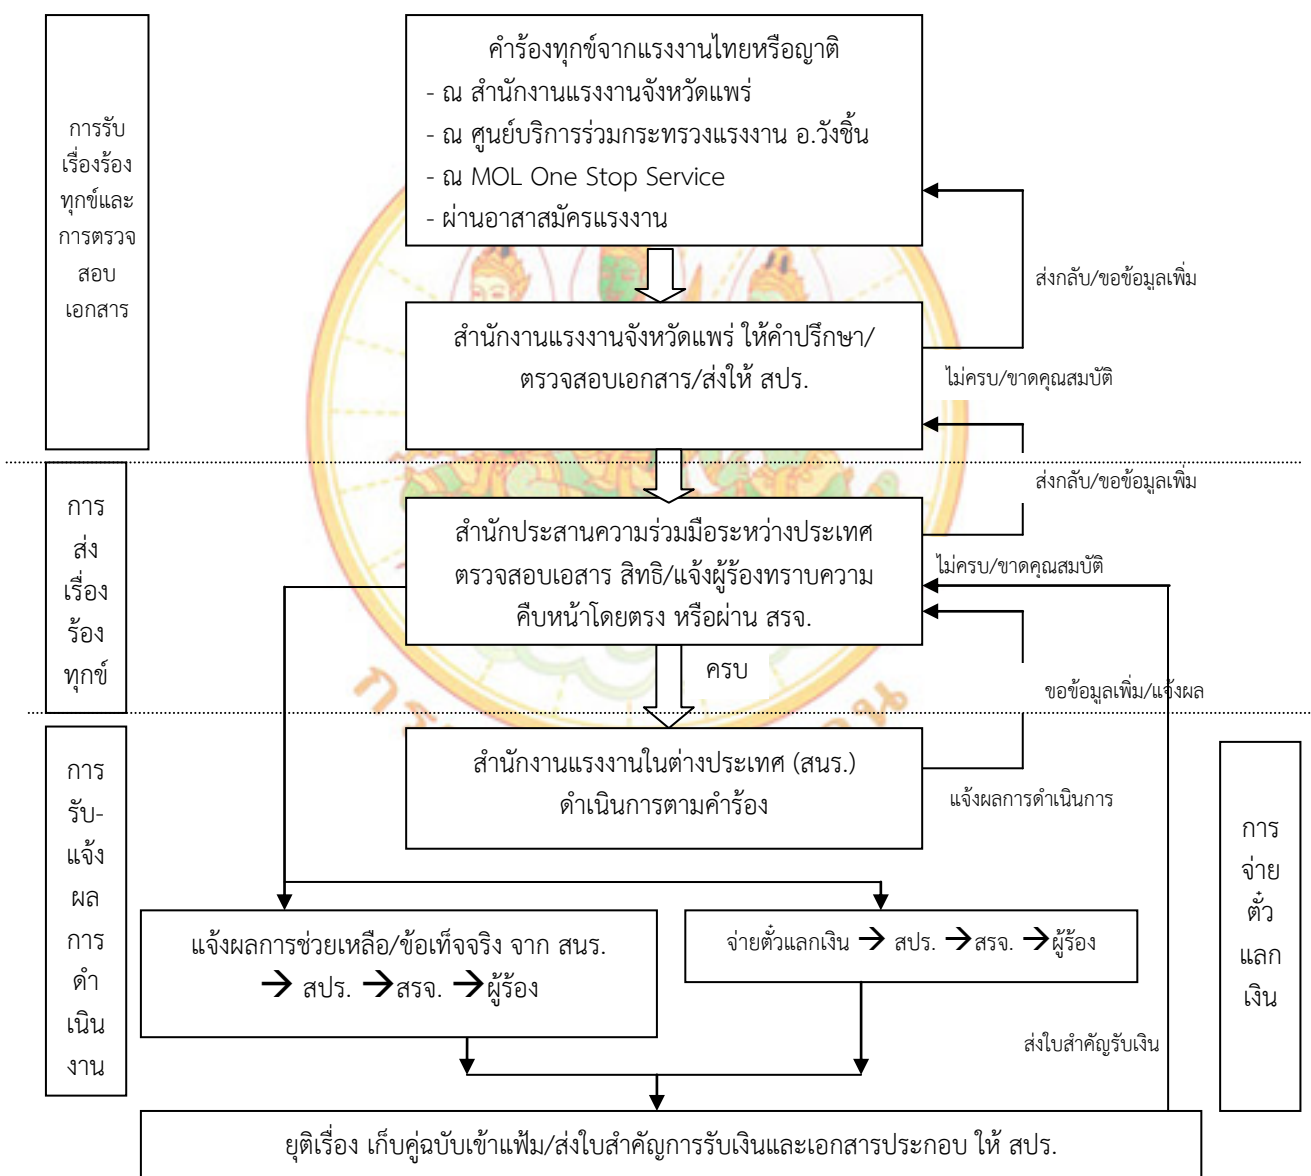 การรับ
เรื่องร้อง
ทุกข์และ
การตรวจ
สอบ
เอกสาร
คำร้องทุกข์จากแรงงานไทยหรือญาติ
- ณ สำนักงานแรงงานจังหวัดแพร่
- ณ ศูนย์บริการร่วมกระทรวงแรงงาน อ.วังชิ้น
- ณ MOL One Stop Service
- ผ่านอาสาสมัครแรงงาน
ส่งกลับ/ขอข้อมูลเพิ่ม
สำนักงานแรงงานจังหวัดแพร่ ให้คำปรึกษา/
ตรวจสอบเอกสาร/ส่งให้ สปร.
ไม่ครบ/ขาดคุณสมบัติ
การ
ส่ง
เรื่อง
ร้อง
ทุกข์
ส่งกลับ/ขอข้อมูลเพิ่ม
สำนักประสานความร่วมมือระหว่างประเทศ
ตรวจสอบเอสาร สิทธิ/แจ้งผู้ร้องทราบความ
คืบหน้าโดยตรง หรือผ่าน สรจ.
ไม่ครบ/ขาดคุณสมบัติ
ครบ
ขอข้อมูลเพิ่ม/แจ้งผล
การ
รับ-
แจ้ง
ผล
การ
ดำ
เนิน
งาน
สำนักงานแรงงานในต่างประเทศ (สนร.)
ดำเนินการตามคำร้อง
แจ้งผลการดำเนินการ
การ
จ่าย
ตั๋ว
แลก
เงิน
แจ้งผลการช่วยเหลือ/ข้อเท็จจริง จาก สนร.
→ สปร. →สรจ. →ผู้ร้อง
จ่ายตั๋วแลกเงิน → สปร. →สรจ. →ผู้ร้อง
ส่งใบสำคัญรับเงิน
ยุติเรื่อง เก็บคู่ฉบับเข้าแฟ้ม/ส่งใบสำคัญการรับเงินและเอกสารประกอบ ให้ สปร.